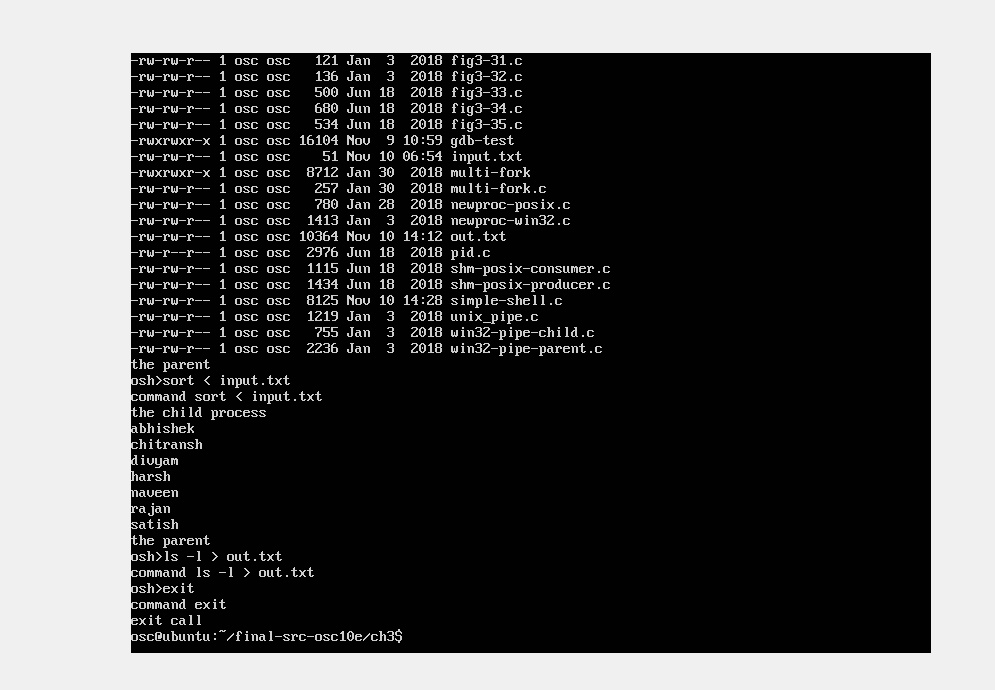 -rw-rw-r-- 1 osc osc   121 Jan  3  2018 fig3-31.c
-rw-rw-r-- 1 osc osc   136 Jan  3  2018 fig3-32.c
-rw-rw-r-- 1 osc osc   500 Jun 18  2018 fig3-33.c
-rw-rw-r-- 1 osc osc   680 Jun 18  2018 fig3-34.c
-rw-rw-r-- 1 osc osc   534 Jun 18  2018 fig3-35.c
-rwxrwxr-x 1 osc osc 16104 Nov  9 10:59 gdb-test
-rw-rw-r-- 1 osc osc    51 Nov 10 06:54 input.txt
-rwxrwxr-x 1 osc osc  8712 Jan 30  2018 multi-fork
-rw-rw-r-- 1 osc osc   257 Jan 30  2018 multi-fork.c
-rw-rw-r-- 1 osc osc   780 Jan 28  2018 newproc-posix.c
-rw-rw-r-- 1 osc osc  1413 Jan  3  2018 newproc-win32.c
-rw-rw-r-- 1 osc osc 10364 Nov 10 14:12 out.txt
-rw-r--r-- 1 osc osc  2976 Jun 18  2018 pid.c
-rw-rw-r-- 1 osc osc  1115 Jun 18  2018 shm-posix-consumer.c
-rw-rw-r-- 1 osc osc  1434 Jun 18  2018 shm-posix-producer.c
-rw-rw-r-- 1 osc osc  8125 Nov 10 14:28 simple-shell.c
-rw-rw-r-- 1 osc osc  1219 Jan  3  2018 unix_pipe.c
-rw-rw-r-- 1 osc osc   755 Jan  3  2018 win32-pipe-child.c
-rw-rw-r-- 1 osc osc  2236 Jan  3  2018 win32-pipe-parent.c
the parent
osh>sort < input.txt
command sort < input.txt
the child process
abhishek
chitransh
divyam
harsh
naveen
rajan
satish
the parent
osh>ls -l > out.txt
command ls -l > out.txt
osh>exit
command exit
exit call
osc@ubuntu:~/final-src-osc10e/ch3$